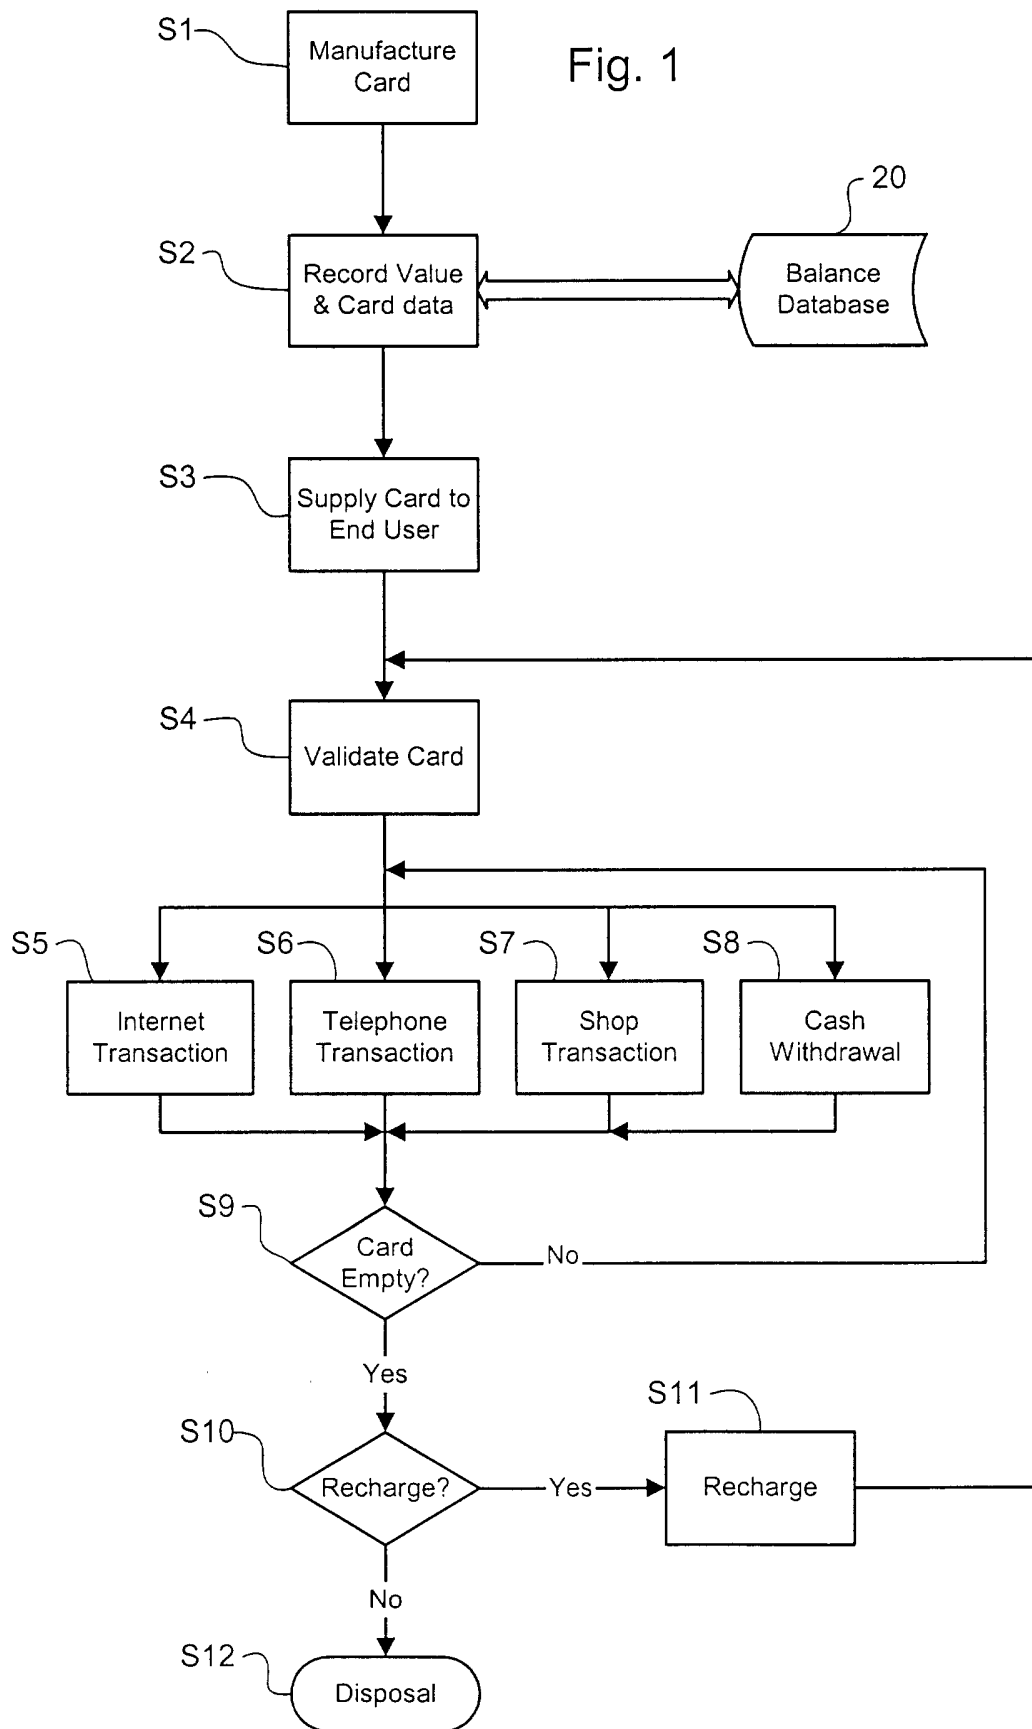 S1
Manufacture
Card
Fig. 1
20
S2
Record Value
& Card data
Balance
Database
S3
Supply Card to
End User
S4
Validate Card
S5
S6
S7
S8
Internet
Transaction
Telephone
Transaction
Shop
Transaction
Cash
Withdrawal
S9
Card
Empty?
No
Yes
S10
S11
Recharge?
Yes
Recharge
No
S12
Disposal